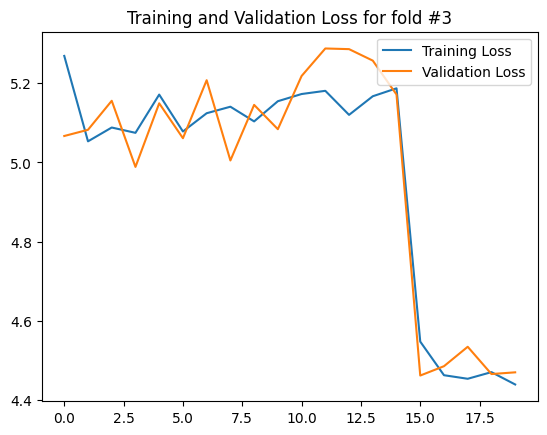 Training and Validation Loss for fold #3
Training Loss
Validation Loss
5.2
5.0
4.8
4.6
4.4
0.0 2.5 5.0 7.5 10.0 12.5 15.0 17.5